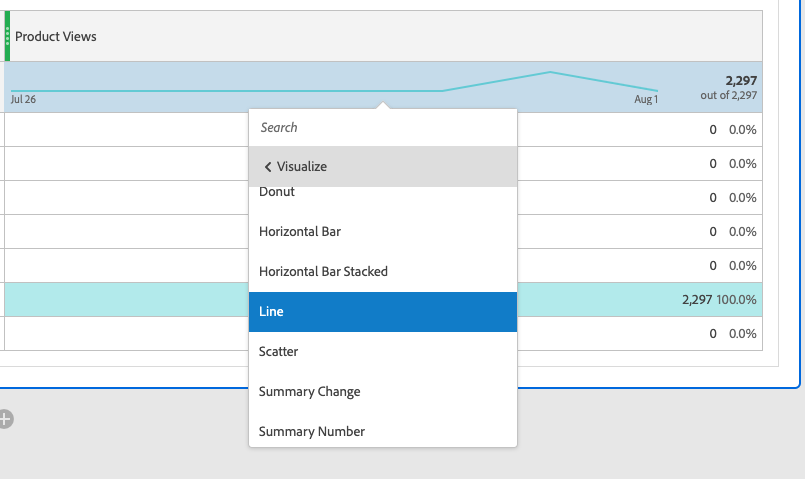 Product Views
2,297
out of 2,297
Jul 26
Aug 1
Search
0 0.0%
Visualize
0 0.0%
Donut
0 0.0%
Horizontal Bar
0 0.0%
Horizontal Bar Stacked
0 0.0%
Line
2,297 100.0%
Scatter
0 0.0%
Summary Change
Summary Number